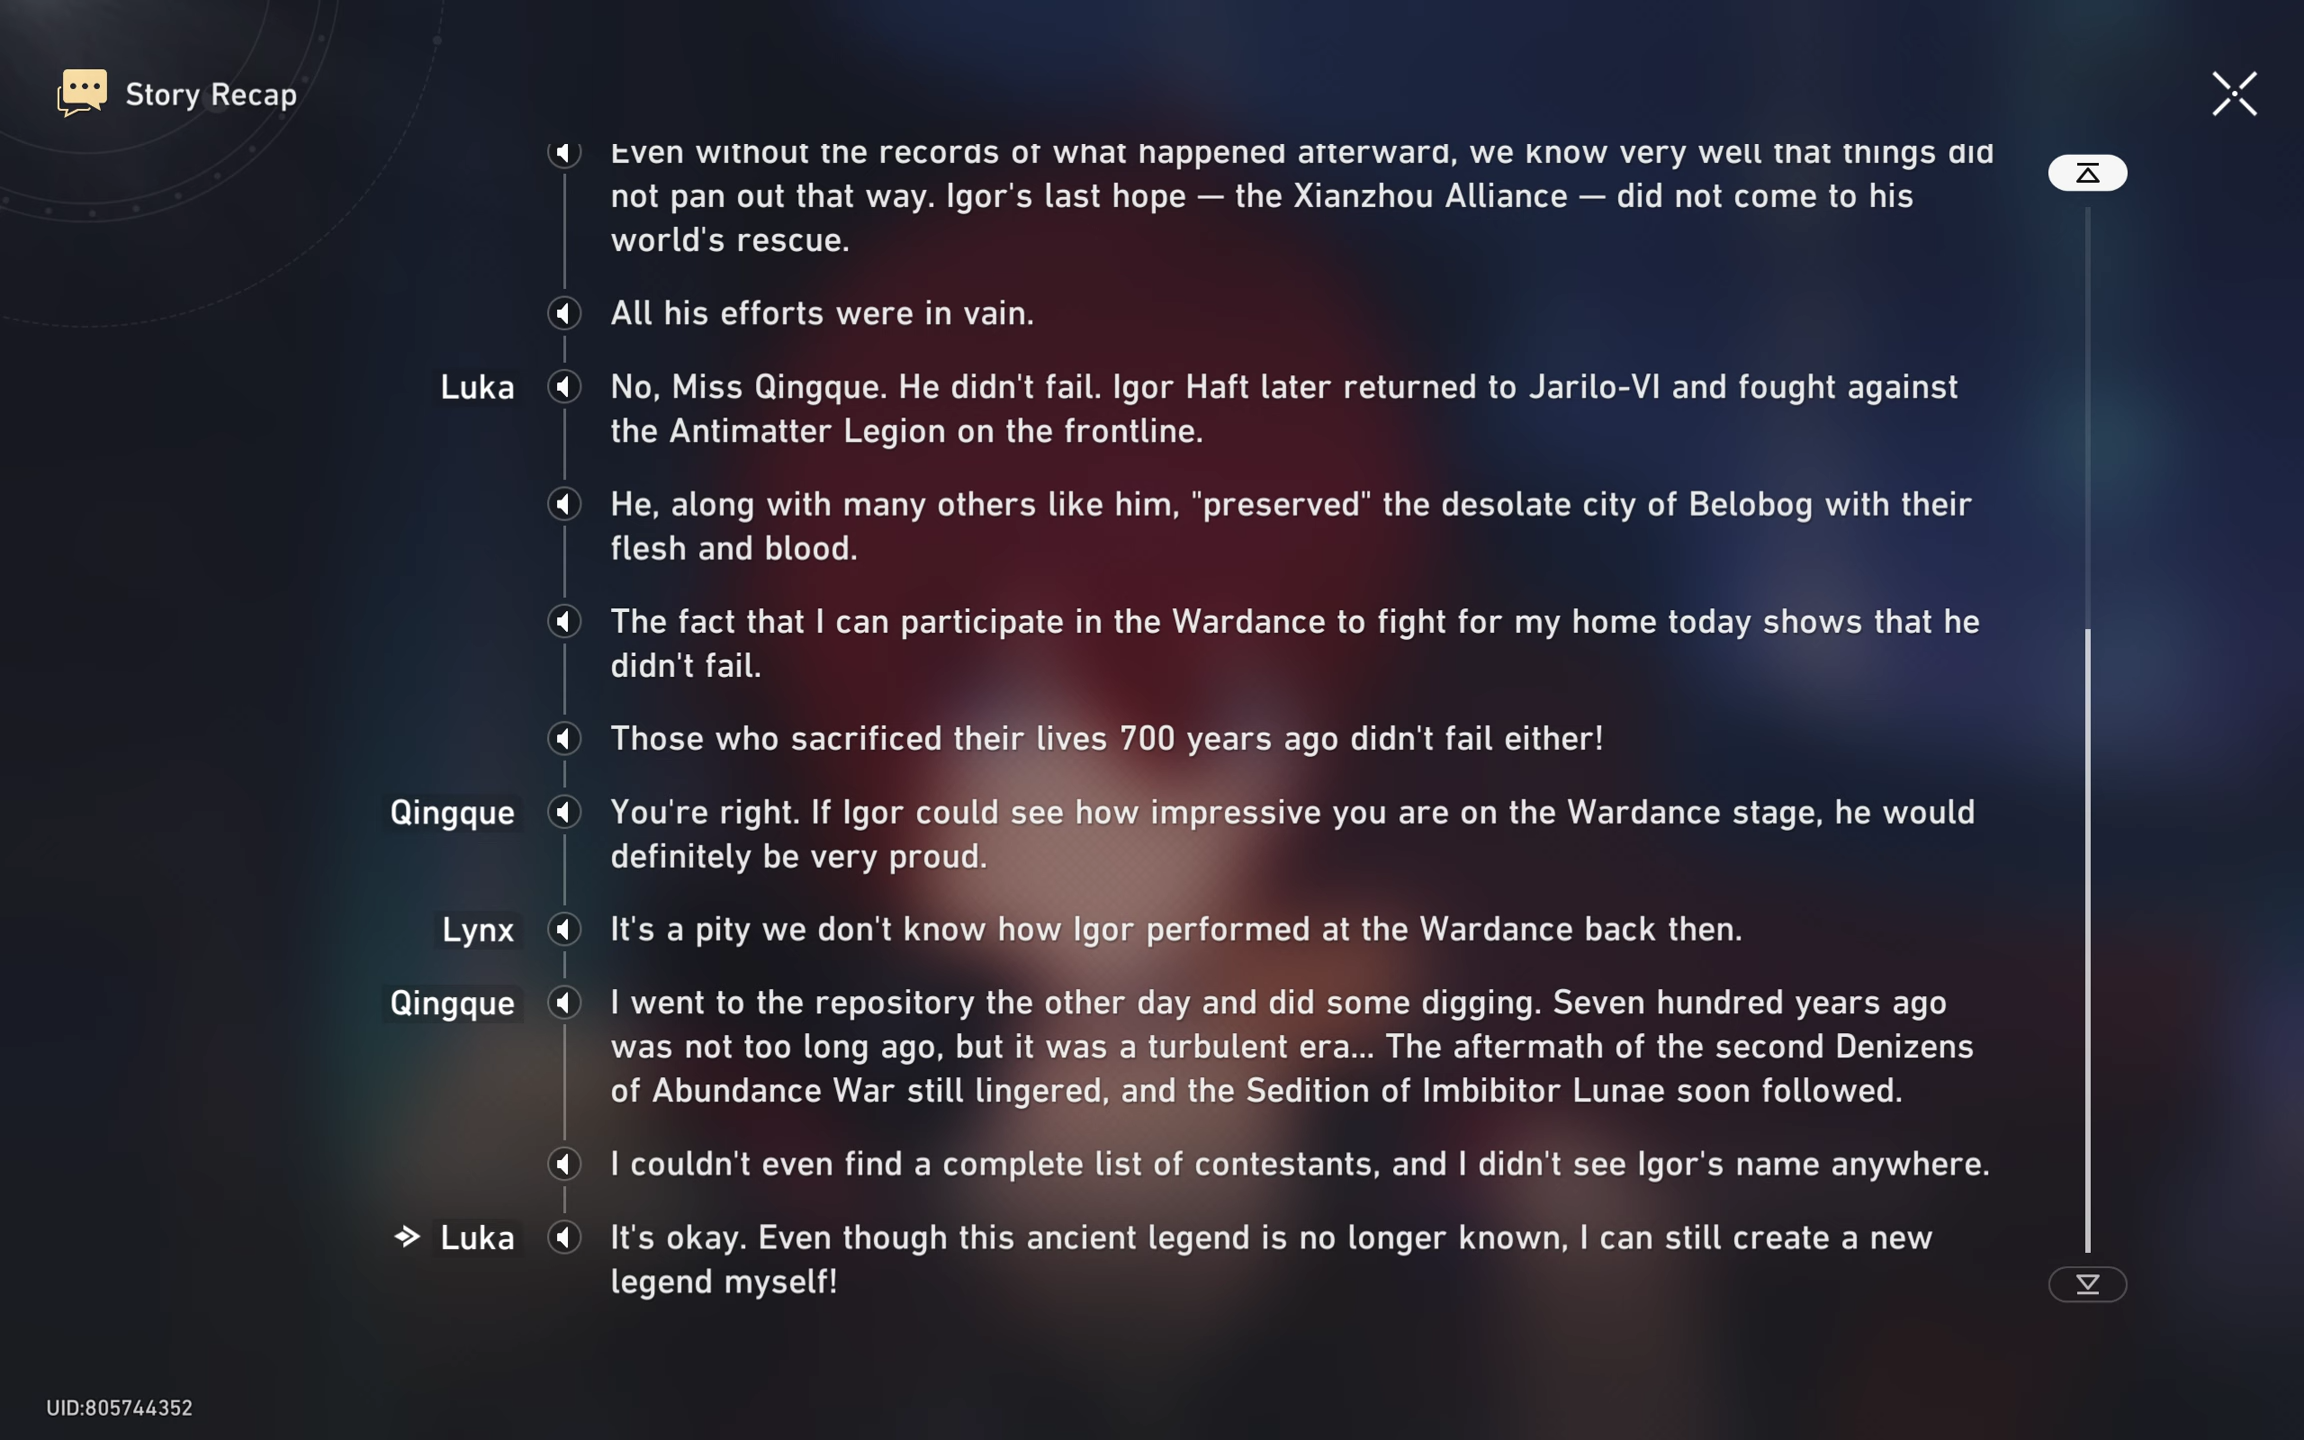 Story Recap
Even without the records of what happened afterward, we know very well that things did
not pan out that way. Igor's last hope — the Xianzhou Alliance — did not come to his
world's rescue.
All his efforts were in vain.
Luka
No, Miss Qingque. He didn't fail. Igor Haft later returned to Jarilo-VI and fought against
the Antimatter Legion on the frontline.
He, along with many others like him, "preserved" the desolate city of Belobog with their
flesh and blood.
The fact that I can participate in the Wardance to fight for my home today shows that he
didn't fail.
Those who sacrificed their lives 700 years ago didn't fail either!
Qingque
You're right. If Igor could see how impressive you are on the Wardance stage, he would
definitely be very proud.
Lynx
It's a pity we don't know how Igor performed at the Wardance back then.
Qingque
I went to the repository the other day and did some digging. Seven hundred years ago
was not too long ago, but it was a turbulent era... The aftermath of the second Denizens
of Abundance War still lingered, and the Sedition of Imbibitor Lunae soon followed.
I couldn't even find a complete list of contestants, and I didn't see Igor's name anywhere.
Luka
It's okay. Even though this ancient legend is no longer known, I can still create a new
legend myself!
UID:805744352